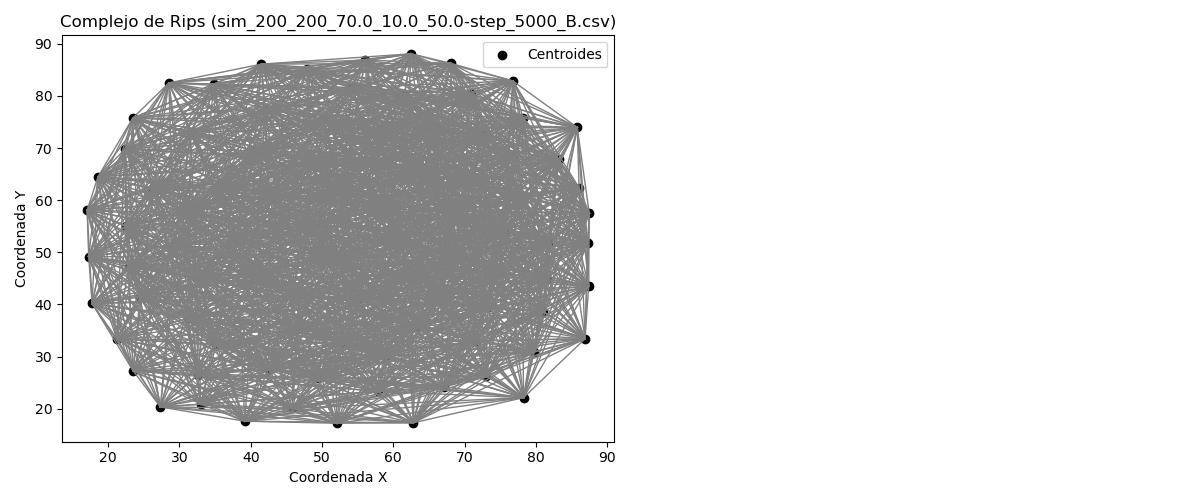 Complejo de Rips (sim_200_200_70.0_10.0_50.0-step_5000_B.csv)
Centroides
90
80
70
60
50
40
30
20
Coordenada Y
20 30 40 50 60 70 80 90
Coordenada X